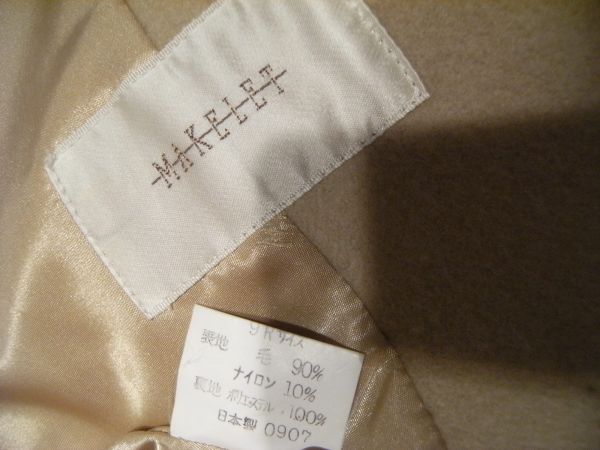 MAKELET
9Rサイズ
表地 毛 90%
ナイロン 10%
裏地 ポリエステル 100%
日本製 0907